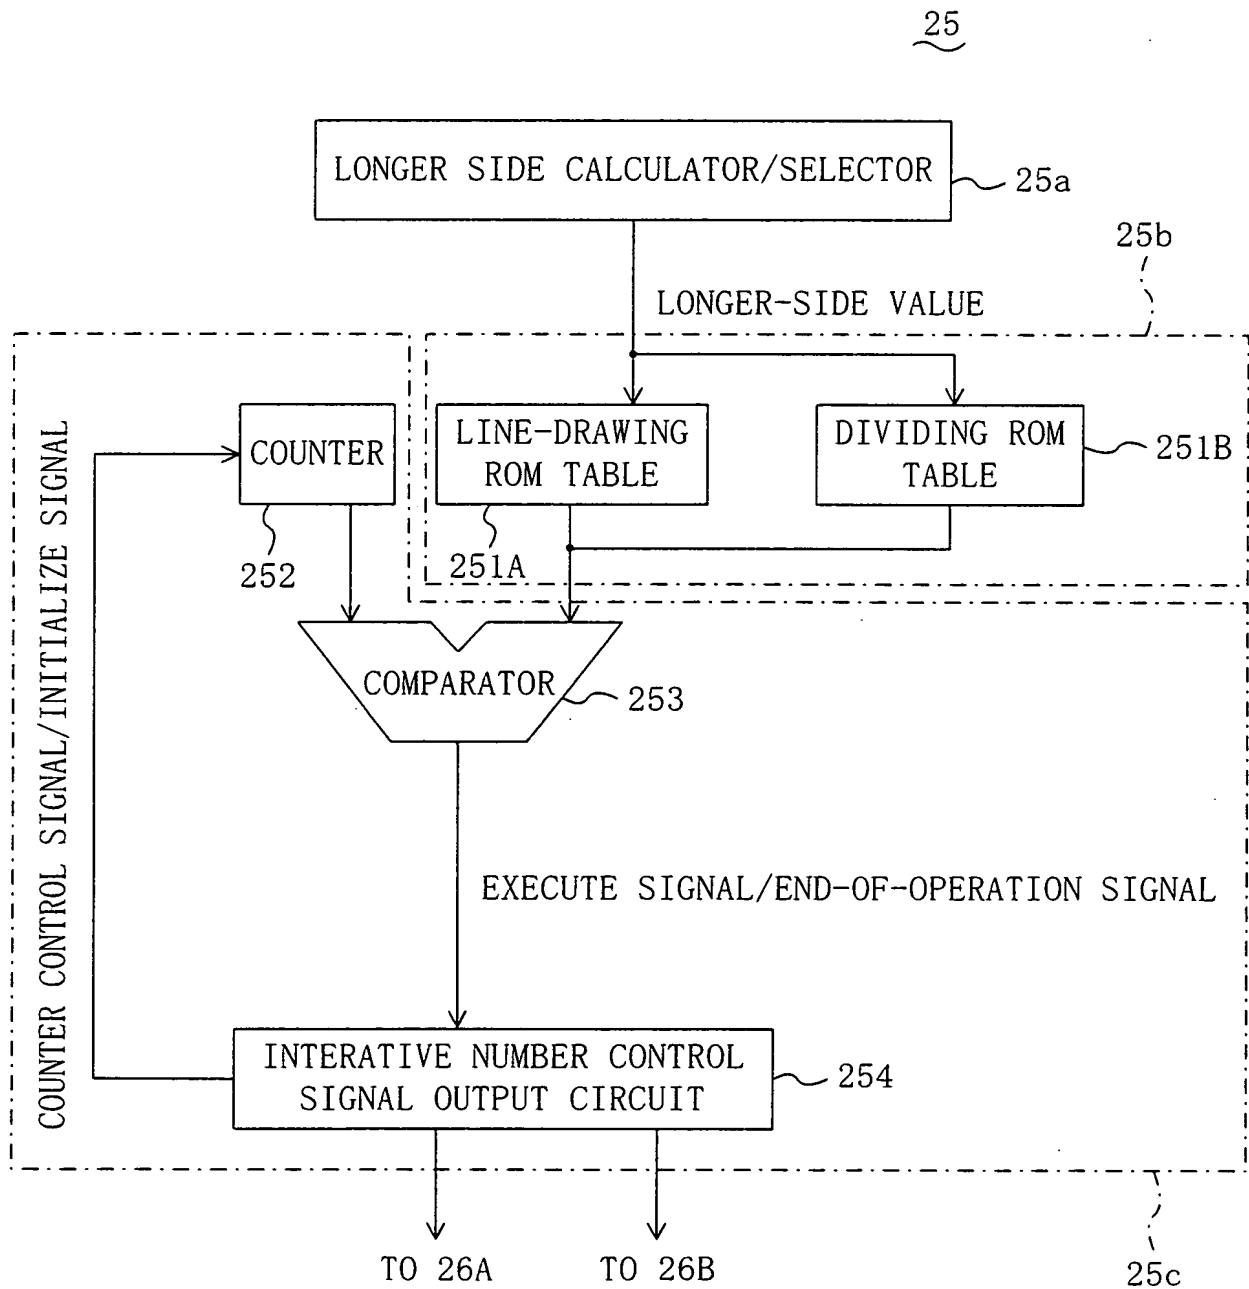 25
LONGER SIDE CALCULATOR/SELECTOR
25a
25b
LONGER-SIDE VALUE
COUNTER
LINE-DRAWING
ROM TABLE
DIVIDING ROM
TABLE
251B
252
251A
COMPARATOR
253
COUNTER CONTROL SIGNAL/INITIALIZE SIGNAL
EXECUTE SIGNAL/END-OF-OPERATION SIGNAL
INTERATIVE NUMBER CONTROL
SIGNAL OUTPUT CIRCUIT
254
TO 26A
TO 26B
25c